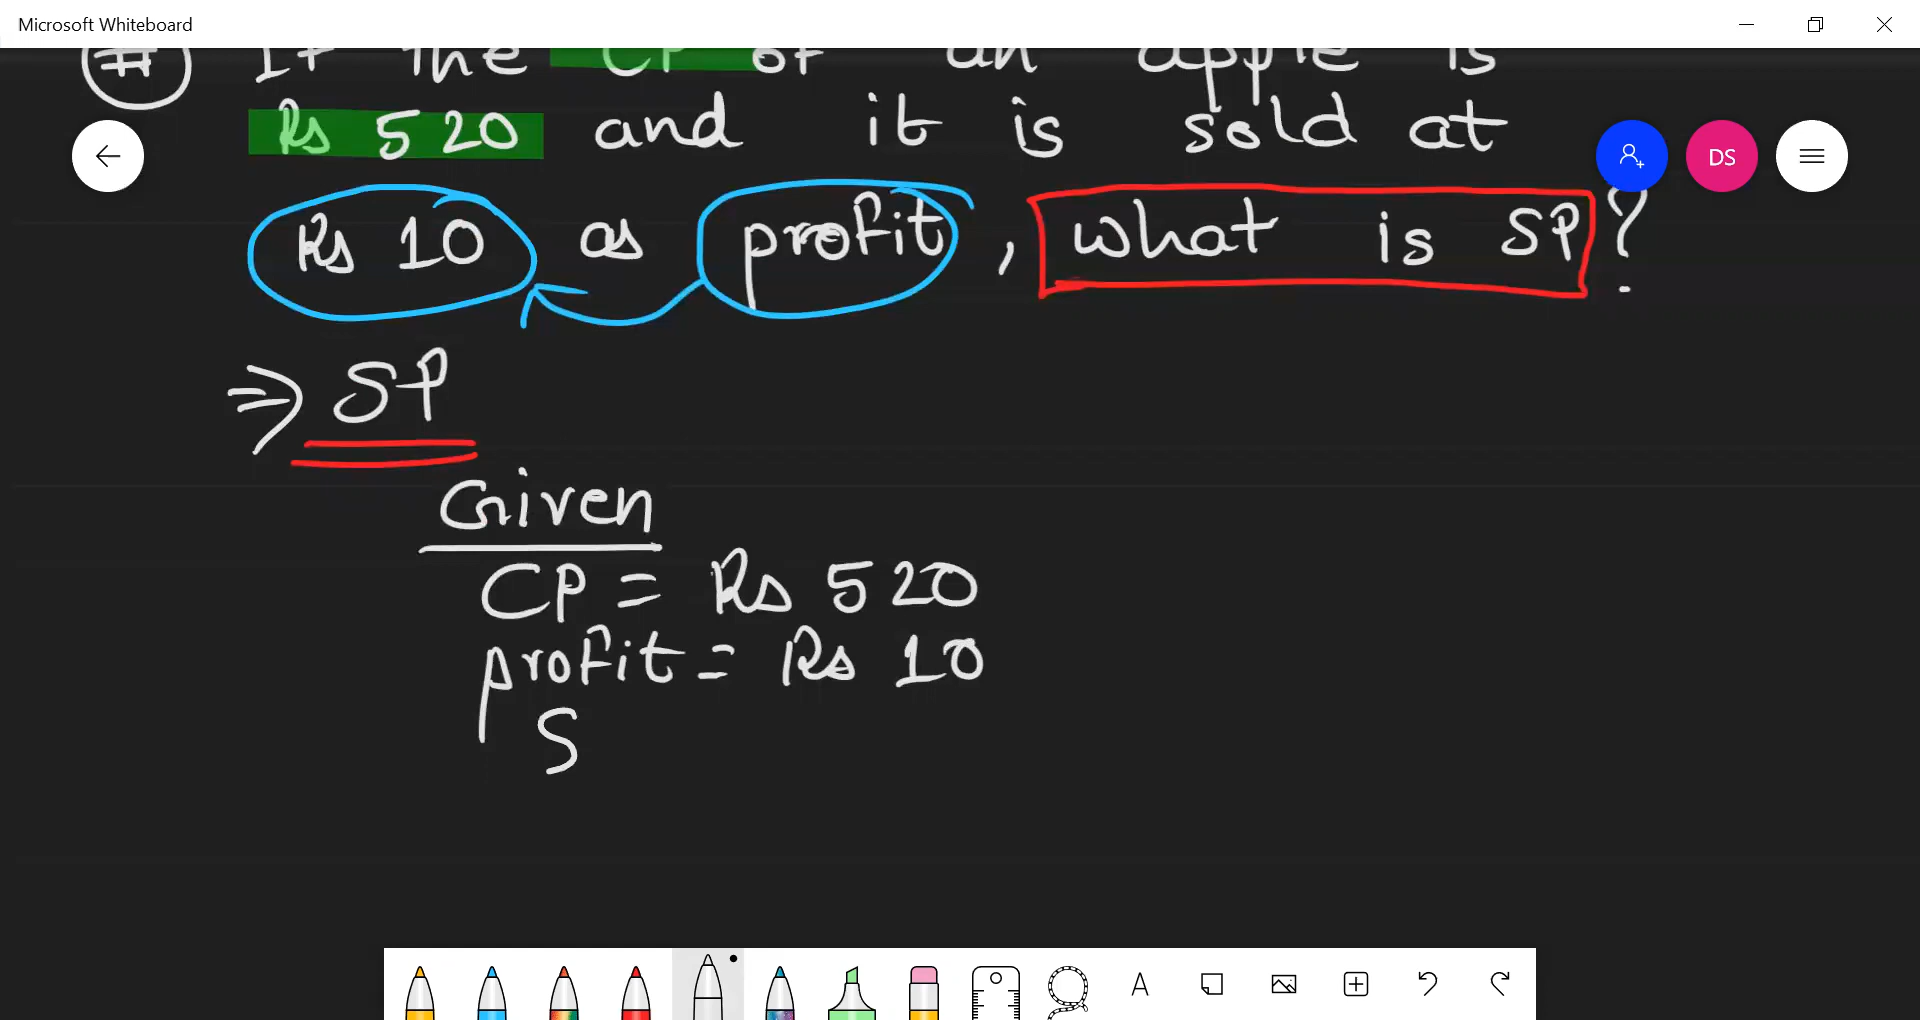 Microsoft Whiteboard
# If the CP of an apple is
Rs 520 and it is sold at
DS
Rs 10 as profit, what is SP?
⇒ SP
Given
CP = Rs 520
profit = Rs 10
S
A